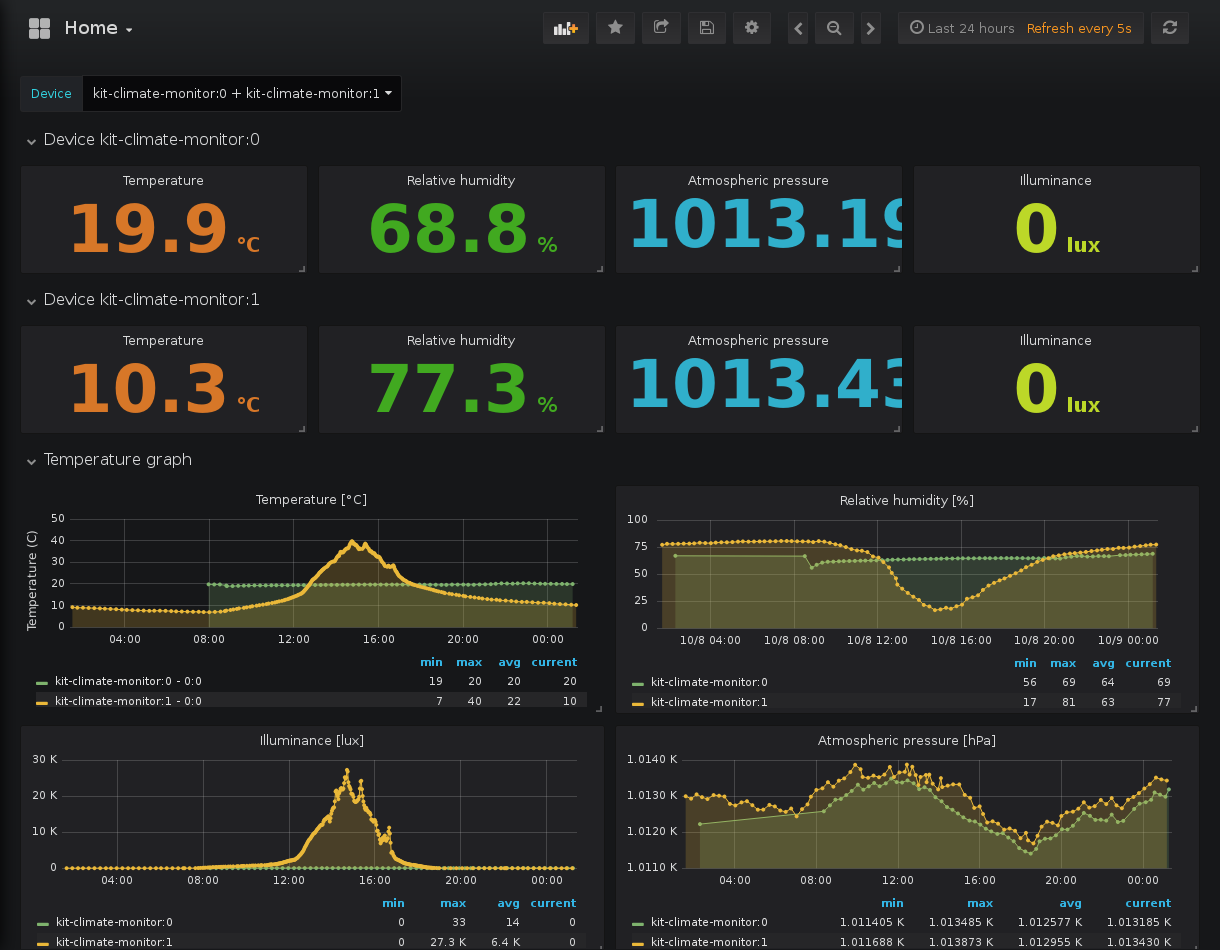 Home
Last 24 hours Refresh every 5s
Device kit-climate-monitor:0 + kit-climate-monitor:1
Device kit-climate-monitor:0
Temperature Relative humidity Atmospheric pressure Illuminance
19.9 °C 68.8 % 1013.19 0 lux
Device kit-climate-monitor:1
Temperature Relative humidity Atmospheric pressure Illuminance
10.3 °C 77.3 % 1013.43 0 lux
Temperature graph
Temperature [°C]
Temperature (C)
50
40
30
20
10
0
04:00 08:00 12:00 16:00 20:00 00:00
min max avg current
kit-climate-monitor:0 - 0:0 19 20 20 20
kit-climate-monitor:1 - 0:0 7 40 22 10
Relative humidity [%]
100
75
50
25
0
10/8 04:00 10/8 08:00 10/8 12:00 10/8 16:00 10/8 20:00 10/9 00:00
min max avg current
kit-climate-monitor:0 56 69 64 69
kit-climate-monitor:1 17 81 63 77
Illuminance [lux]
30 K
20 K
10 K
0
04:00 08:00 12:00 16:00 20:00 00:00
min max avg current
kit-climate-monitor:0 0 33 14 0
kit-climate-monitor:1 0 27.3 K 6.4 K 0
Atmospheric pressure [hPa]
1.0140 K
1.0130 K
1.0120 K
1.0110 K
04:00 08:00 12:00 16:00 20:00 00:00
min max avg current
kit-climate-monitor:0 1.011405 K 1.013485 K 1.012577 K 1.013185 K
kit-climate-monitor:1 1.011688 K 1.013873 K 1.012955 K 1.013430 K